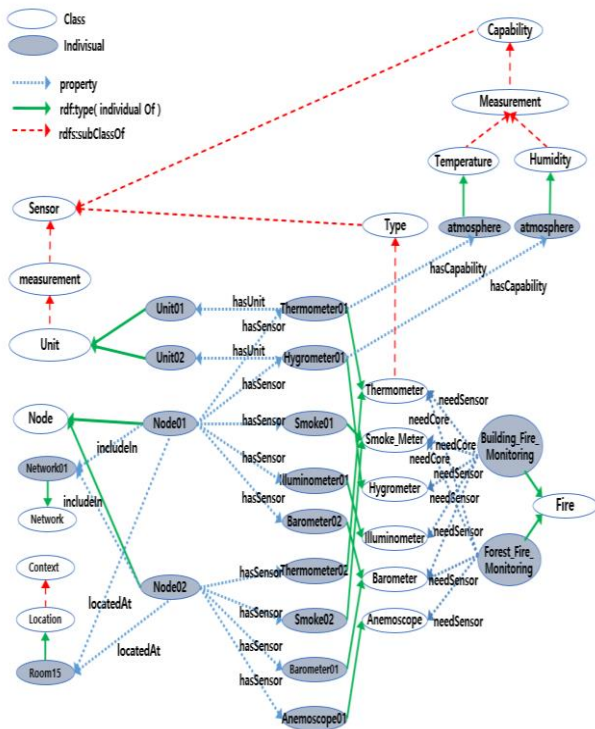 Class
Indivisual
property
rdf:type( individual Of )
rdfs:subClassOf
Capability
Measurement
Temperature
Humidity
Sensor
Type
atmosphere
atmosphere
hasCapability
hasCapability
measurement
Unit
Unit01
hasUnit
Thermometer01
hasSensor
Unit02
hasUnit
Hygrometer01
hasSensor
Thermometer
needSensor
needCore
Node
Node01
hasSensor
Smoke01
Smoke_Meter
needCore
needCore
Building_Fire_
Monitoring
includeIn
Network01
hasSensor
Illuminometer01
Hygrometer
needSensor
needSensor
includeIn
Network
hasSensor
Barometer02
Illuminometer
needSensor
Fire
Context
Node02
hasSensor
Thermometer02
Barometer
needSensor
Forest_Fire_
Monitoring
locatedAt
Location
hasSensor
Smoke02
Anemoscope
needSensor
locatedAt
Room15
hasSensor
Barometer01
hasSensor
Anemoscope01